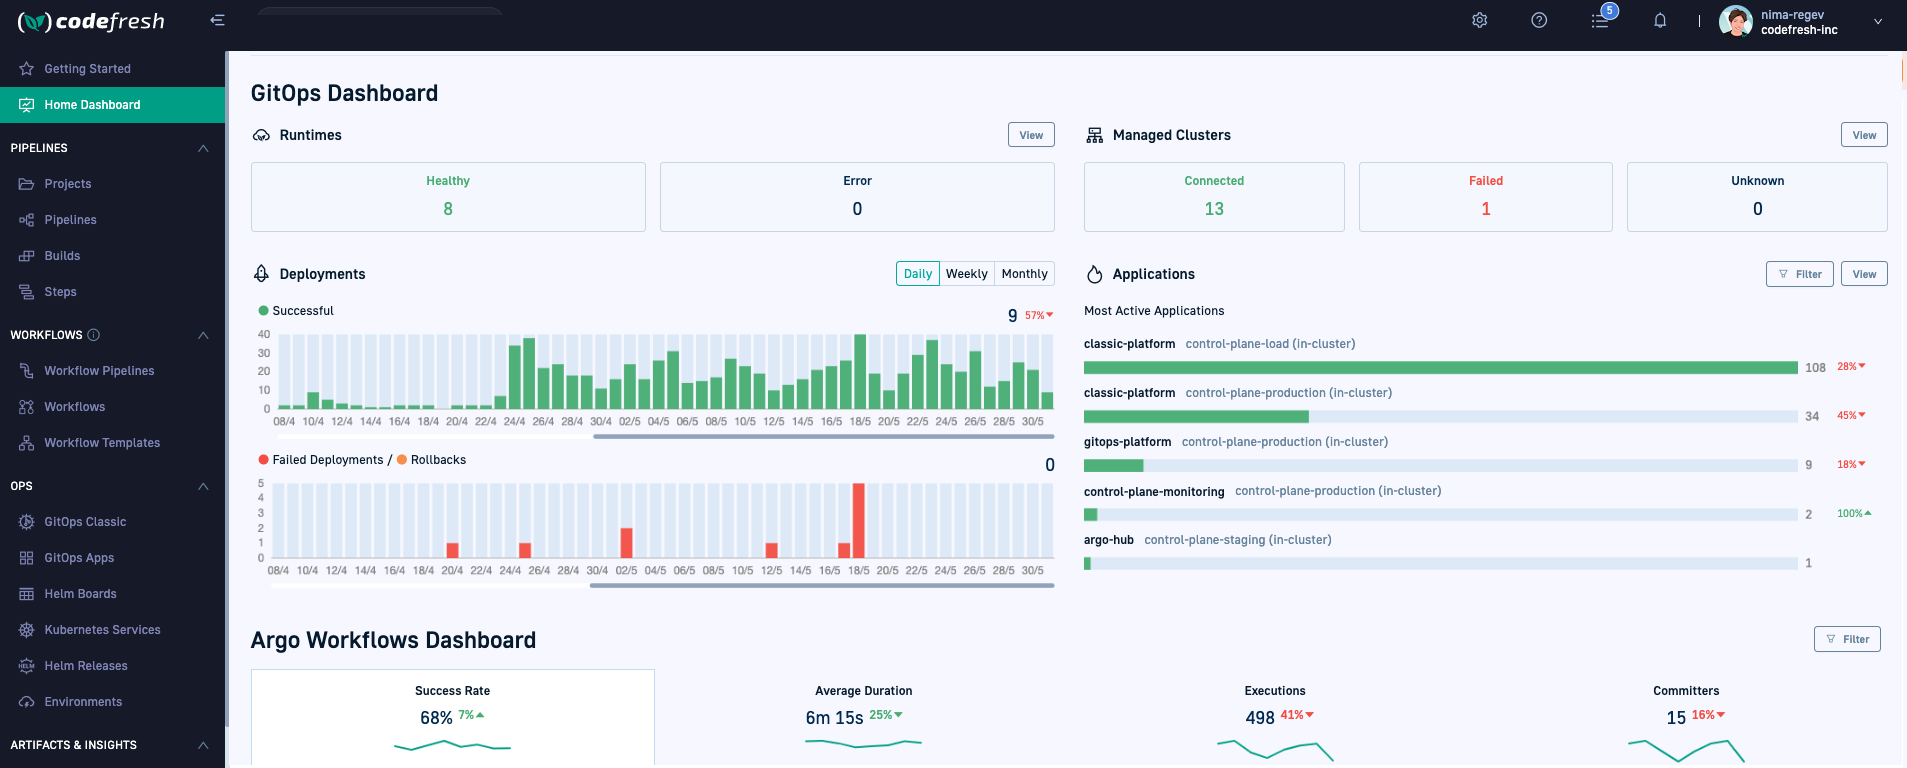 codefresh
5
nima-regev
codefresh-inc
Getting Started
Home Dashboard
PIPELINES
Projects
Pipelines
Builds
Steps
WORKFLOWS
Workflow Pipelines
Workflows
Workflow Templates
OPS
GitOps Classic
GitOps Apps
Helm Boards
Kubernetes Services
HELM Helm Releases
Environments
ARTIFACTS & INSIGHTS
GitOps Dashboard
Runtimes
View
Healthy
8
Error
0
Managed Clusters
View
Connected
13
Failed
1
Unknown
0
Deployments
Daily Weekly Monthly
Successful
9 57%
40
30
20
10
0
08/4 10/4 12/4 14/4 16/4 18/4 20/4 22/4 24/4 26/4 28/4 30/4 02/5 04/5 06/5 08/5 10/5 12/5 14/5 16/5 18/5 20/5 22/5 24/5 26/5 28/5 30/5
Failed Deployments / Rollbacks
0
5
4
3
2
1
0
08/4 10/4 12/4 14/4 16/4 18/4 20/4 22/4 24/4 26/4 28/4 30/4 02/5 04/5 06/5 08/5 10/5 12/5 14/5 16/5 18/5 20/5 22/5 24/5 26/5 28/5 30/5
Applications
Filter
View
Most Active Applications
classic-platform control-plane-load (in-cluster)
108 28%
classic-platform control-plane-production (in-cluster)
34 45%
gitops-platform control-plane-production (in-cluster)
9 18%
control-plane-monitoring control-plane-production (in-cluster)
2 100%
argo-hub control-plane-staging (in-cluster)
1
Argo Workflows Dashboard
Filter
Success Rate
68% 7%
Average Duration
6m 15s 25%
Executions
498 41%
Committers
15 16%